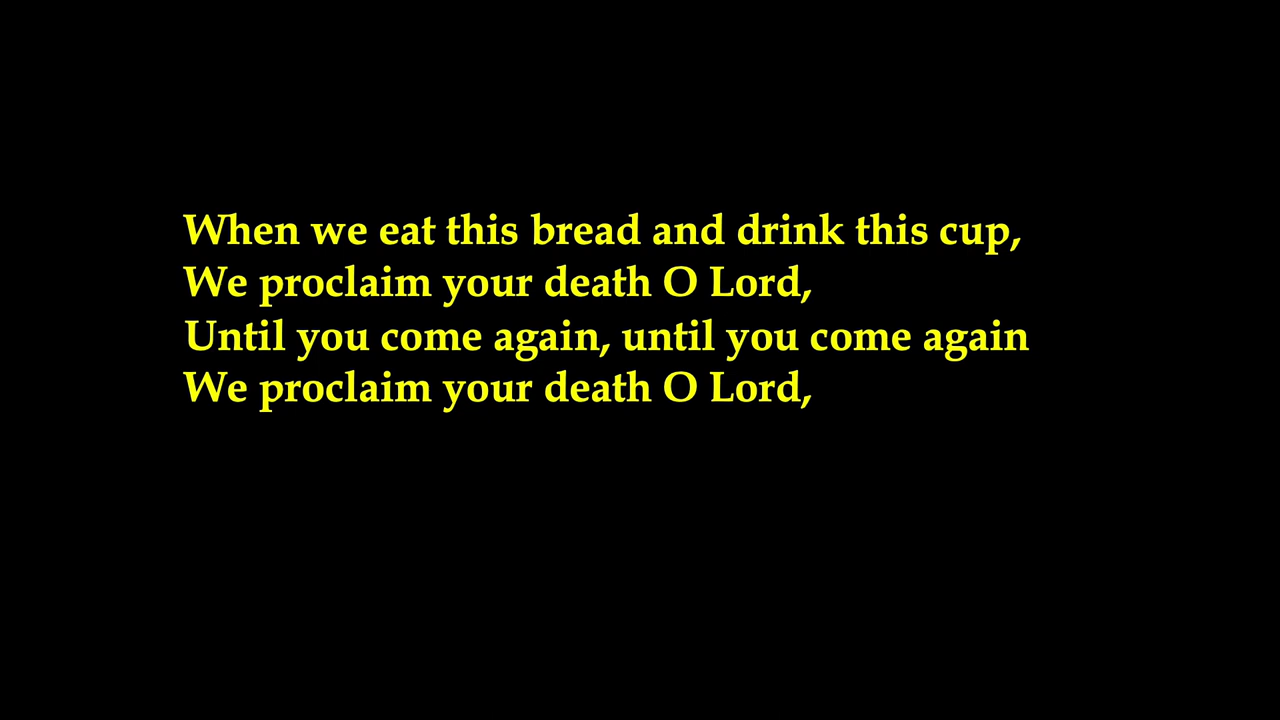 When we eat this bread and drink this cup,
We proclaim your death O Lord,
Until you come again, until you come again
We proclaim your death O Lord,